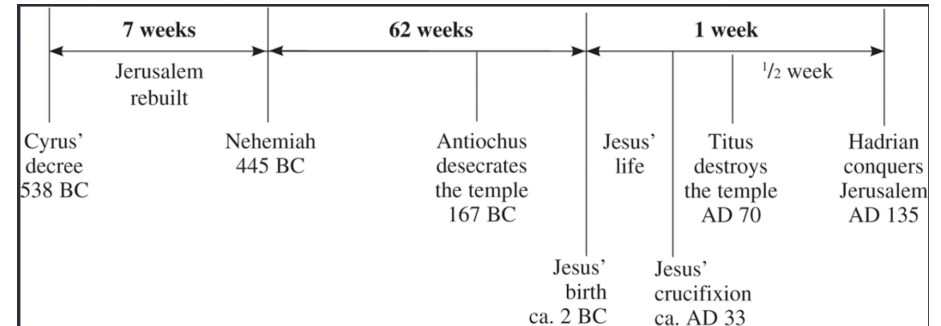 7 weeks
62 weeks
1 week
Jerusalem
rebuilt
1/2 week
Cyrus’
decree
538 BC
Nehemiah
445 BC
Antiochus
desecrates
the temple
167 BC
Jesus’
life
Titus
destroys
the temple
AD 70
Hadrian
conquers
Jerusalem
AD 135
Jesus’
birth
ca. 2 BC
Jesus’
crucifixion
ca. AD 33